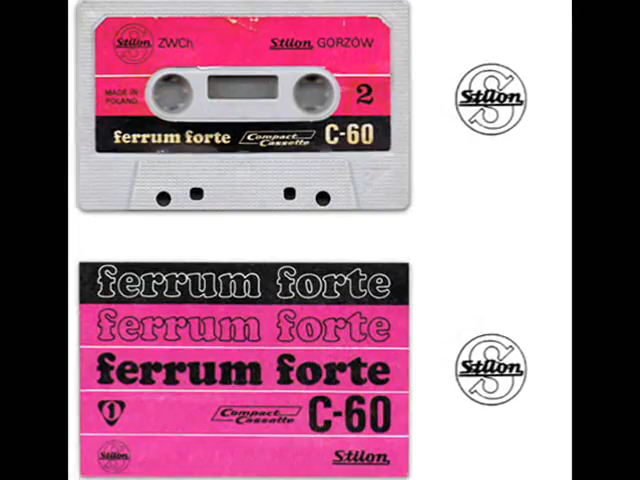 Stilon ZWCh Stilon GORZÓW
MADE IN
POLAND
2
ferrum forte Compact Cassette C-60
S
Stilon
ferrum forte
ferrum forte
ferrum forte
1 Compact Cassette C-60
Stilon Stilon
S
Stilon